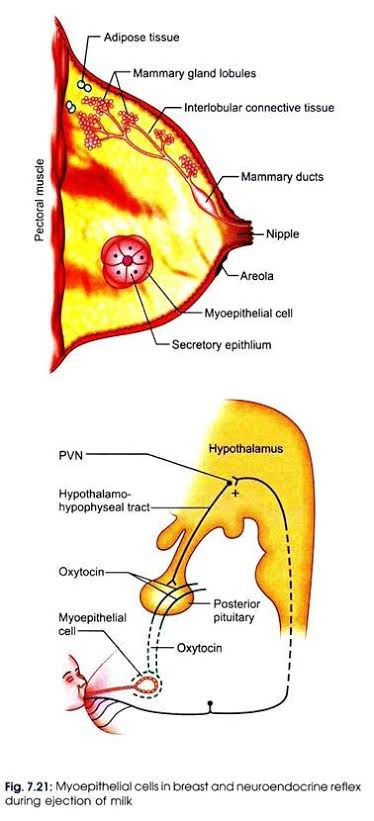 Adipose tissue
Mammary gland lobules
Interlobular connective tissue
Pectoral muscle
Mammary ducts
Nipple
Areola
Myoepithelial cell
Secretory epithlium
PVN
Hypothalamus
+
Hypothalamo-
hypophyseal tract
Oxytocin
Posterior
pituitary
Myoepithelial
cell
Oxytocin
Fig. 7.21: Myoepithelial cells in breast and neuroendocrine reflex
during ejection of milk